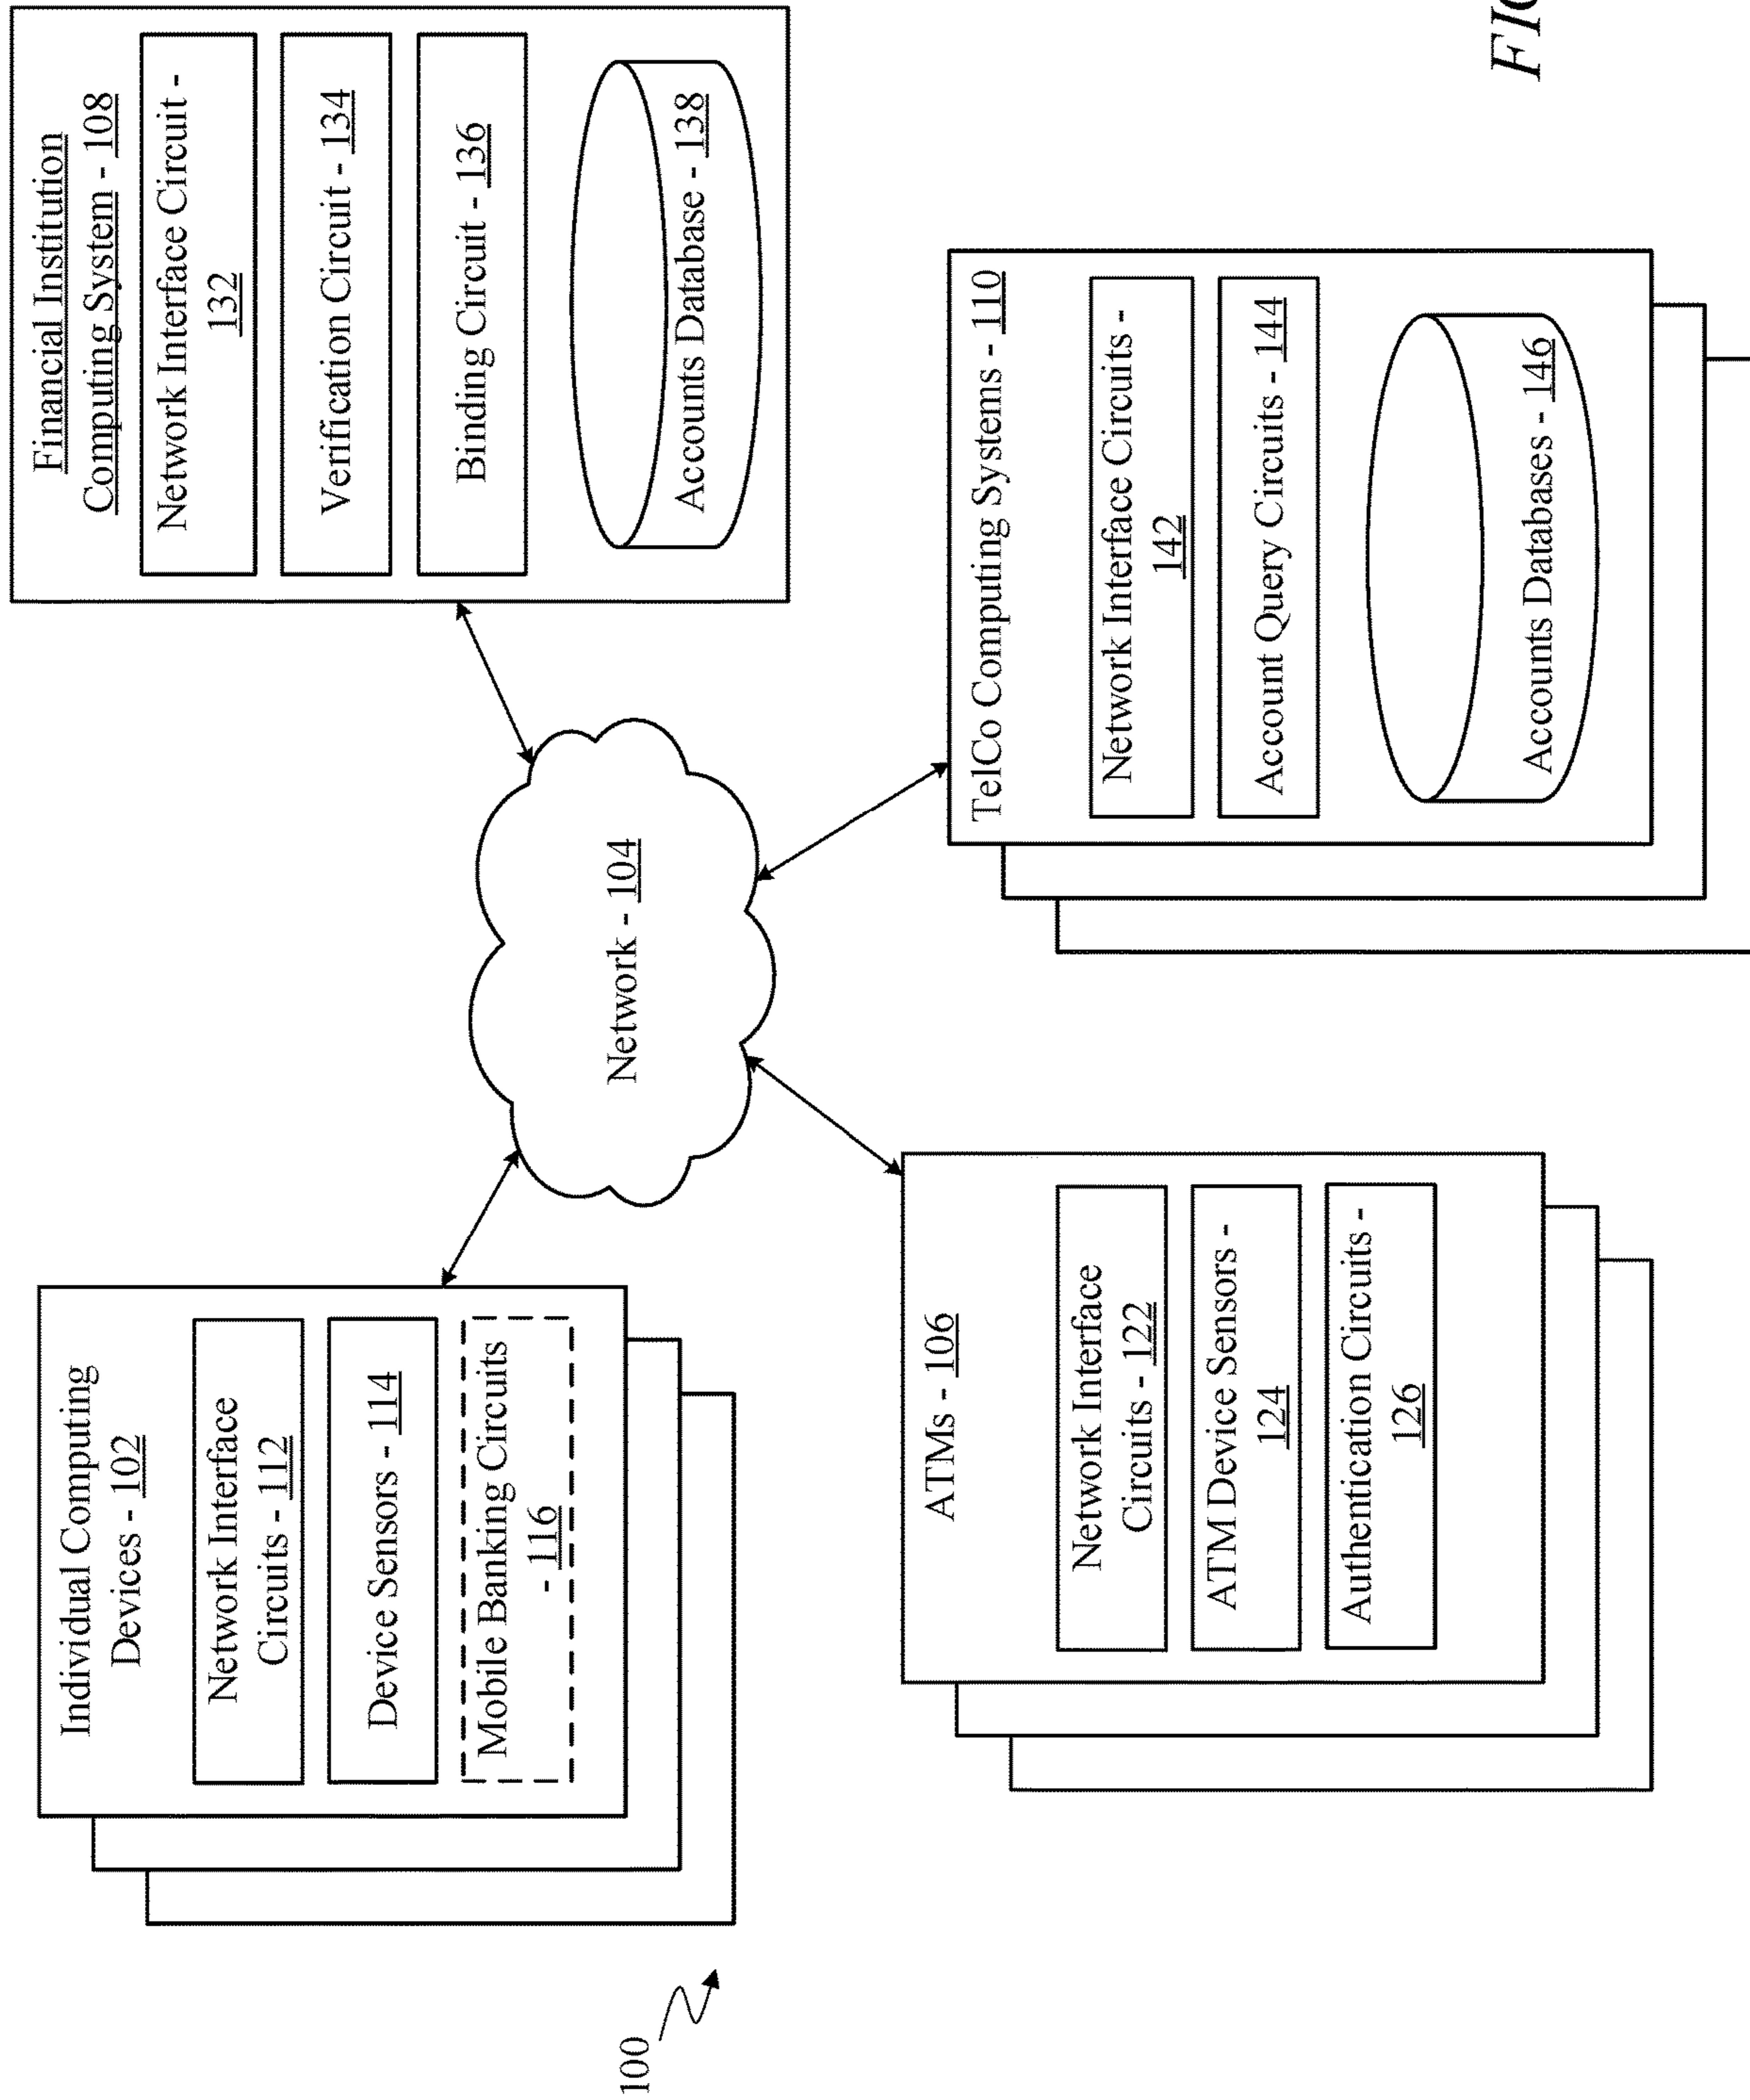 100
Individual Computing
Devices - 102
Network Interface
Circuits - 112
Device Sensors - 114
Mobile Banking Circuits
- 116
Network - 104
Financial Institution
Computing System - 108
Network Interface Circuit -
132
Verification Circuit - 134
Binding Circuit - 136
Accounts Database - 138
ATMs - 106
Network Interface
Circuits - 122
ATM Device Sensors -
124
Authentication Circuits -
126
TelCo Computing Systems - 110
Network Interface Circuits -
142
Account Query Circuits - 144
Accounts Databases - 146